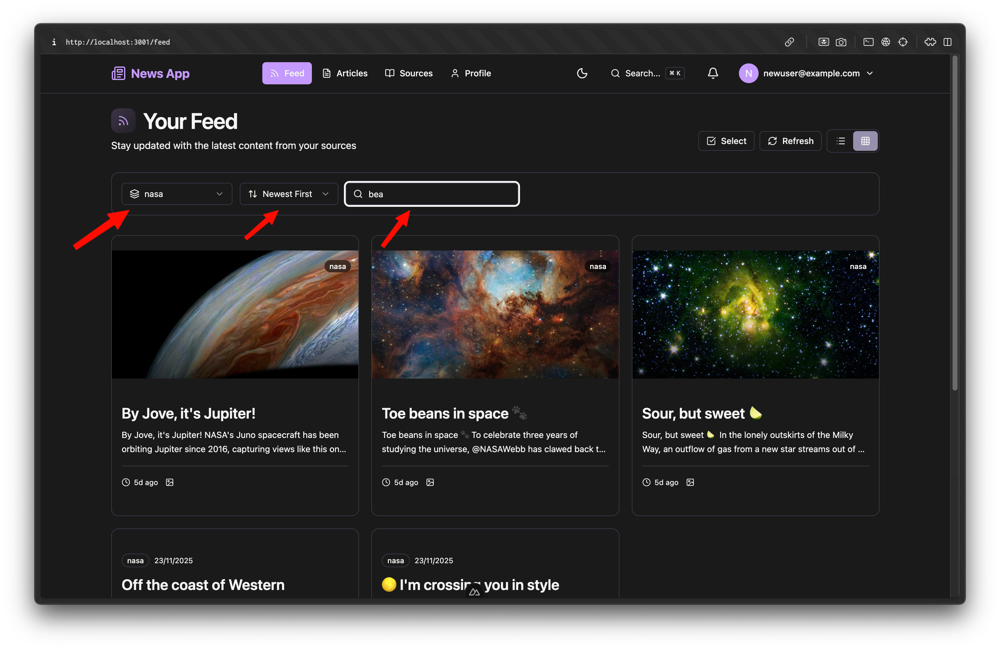 http://localhost:3001/feed
News App
Feed
Articles
Sources
Profile
Search...
⌘ K
N
newuser@example.com
Your Feed
Stay updated with the latest content from your sources
Select
Refresh
nasa
Newest First
bea
nasa
nasa
nasa
By Jove, it's Jupiter!
By Jove, it's Jupiter! NASA's Juno spacecraft has been
orbiting Jupiter since 2016, capturing views like this on...
5d ago
Toe beans in space 🐾
Toe beans in space 🐾 To celebrate three years of
studying the universe, @NASAWebb has clawed back t...
5d ago
Sour, but sweet 🍋‍🟩
Sour, but sweet 🍋‍🟩 In the lonely outskirts of the Milky
Way, an outflow of gas from a new star streams out of ...
5d ago
nasa
23/11/2025
Off the coast of Western
nasa
23/11/2025
🌕 I'm crossing you in style